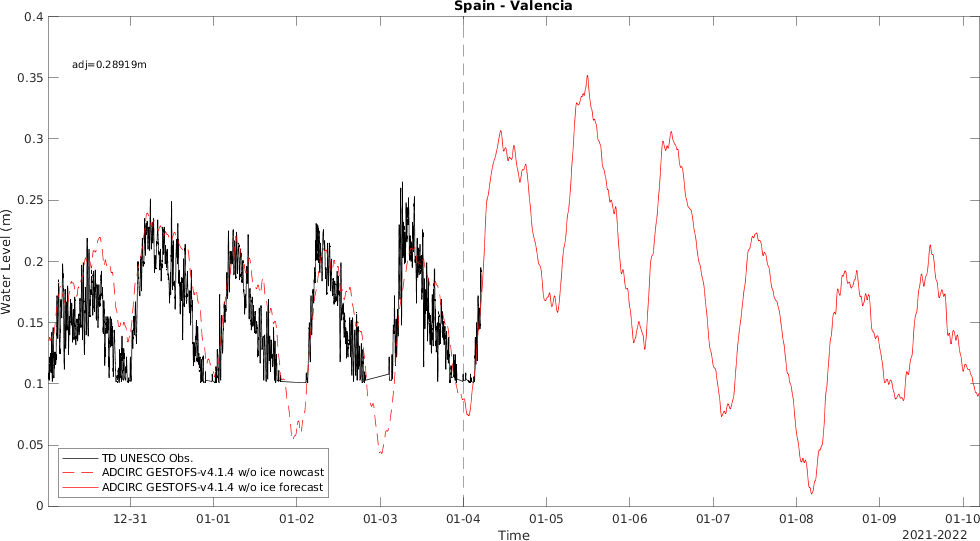 Spain - Valencia
adj=0.28919m
Water Level (m)
0.4
0.35
0.3
0.25
0.2
0.15
0.1
0.05
0
TD UNESCO Obs.
ADCIRC GESTOFS-v4.1.4 w/o ice nowcast
ADCIRC GESTOFS-v4.1.4 w/o ice forecast
12-31 01-01 01-02 01-03 01-04 01-05 01-06 01-07 01-08 01-09 01-10
Time
2021-2022